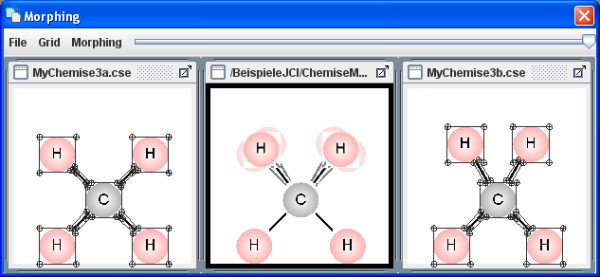 Morphing
File Grid Morphing
MyChemise3a.cse
H H
C
H H
/BeispieleJCI/ChemiseM...
H H
C
H H
MyChemise3b.cse
H H
C
H H